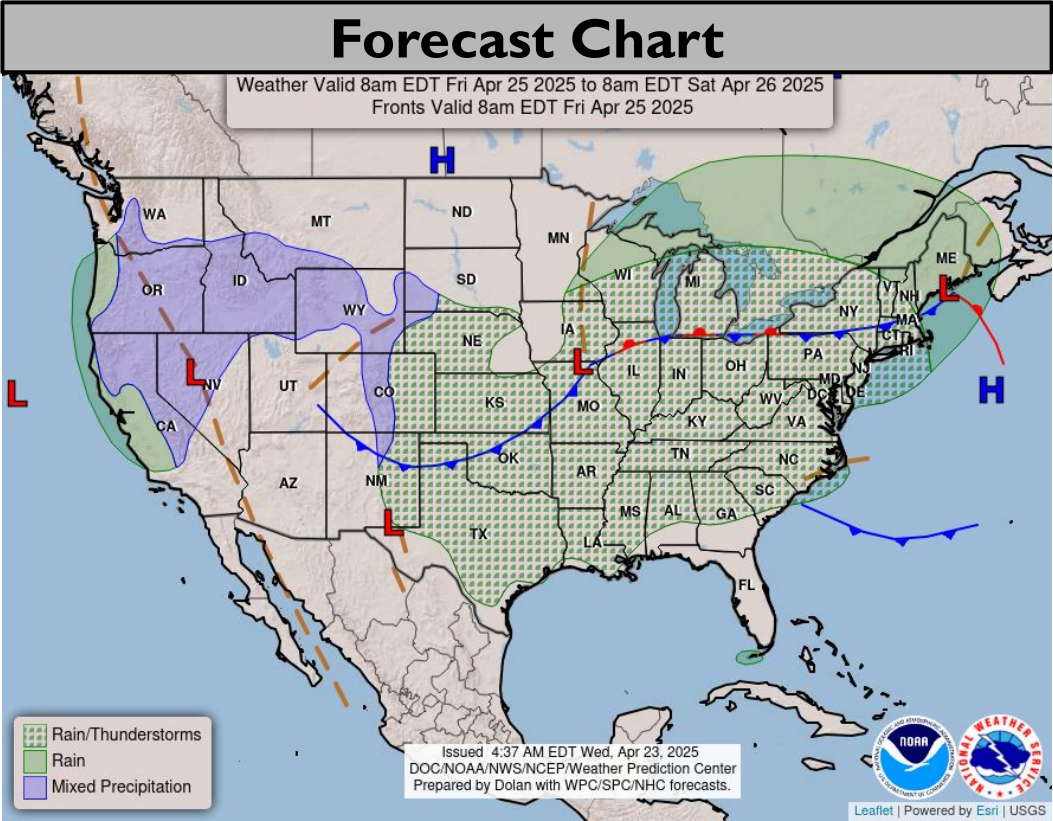 Forecast Chart
Weather Valid 8am EDT Fri Apr 25 2025 to 8am EDT Sat Apr 26 2025
Fronts Valid 8am EDT Fri Apr 25 2025
H
WA
MT
ND
MN
ME
OR
ID
SD
WI
MI
VT
NH
L
WY
NY
MA
NE
IA
CT
RI
L
L
NV
UT
CO
KS
L
MO
IL
IN
OH
PA
NJ
MD
DC
DE
WV
VA
KY
H
CA
AZ
NM
OK
AR
TN
NC
SC
MS
AL
GA
L
TX
LA
FL
Rain/Thunderstorms
Rain
Mixed Precipitation
Issued 4:37 AM EDT Wed, Apr 23, 2025
DOC/NOAA/NWS/NCEP/Weather Prediction Center
Prepared by Dolan with WPC/SPC/NHC forecasts.
NOAA
NATIONAL WEATHER SERVICE
Leaflet | Powered by Esri | USGS